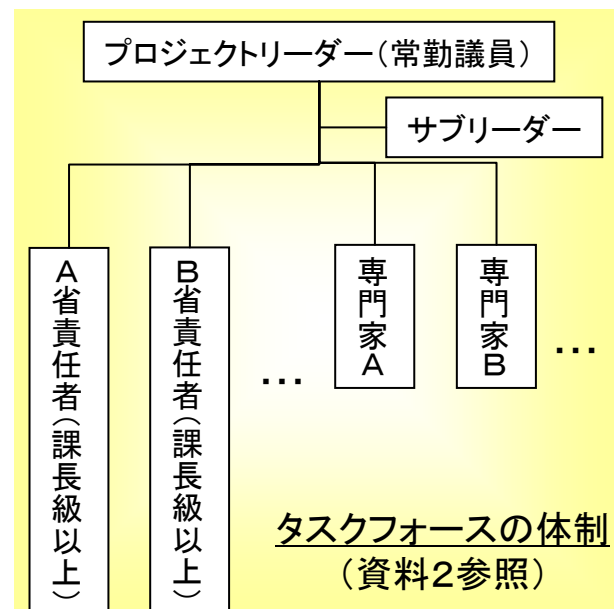 プロジェクトリーダー（常勤議員）
サブリーダー
A省責任者（課長級以上）
B省責任者（課長級以上）
…
専門家A
専門家B
…
タスクフォースの体制
（資料２参照）